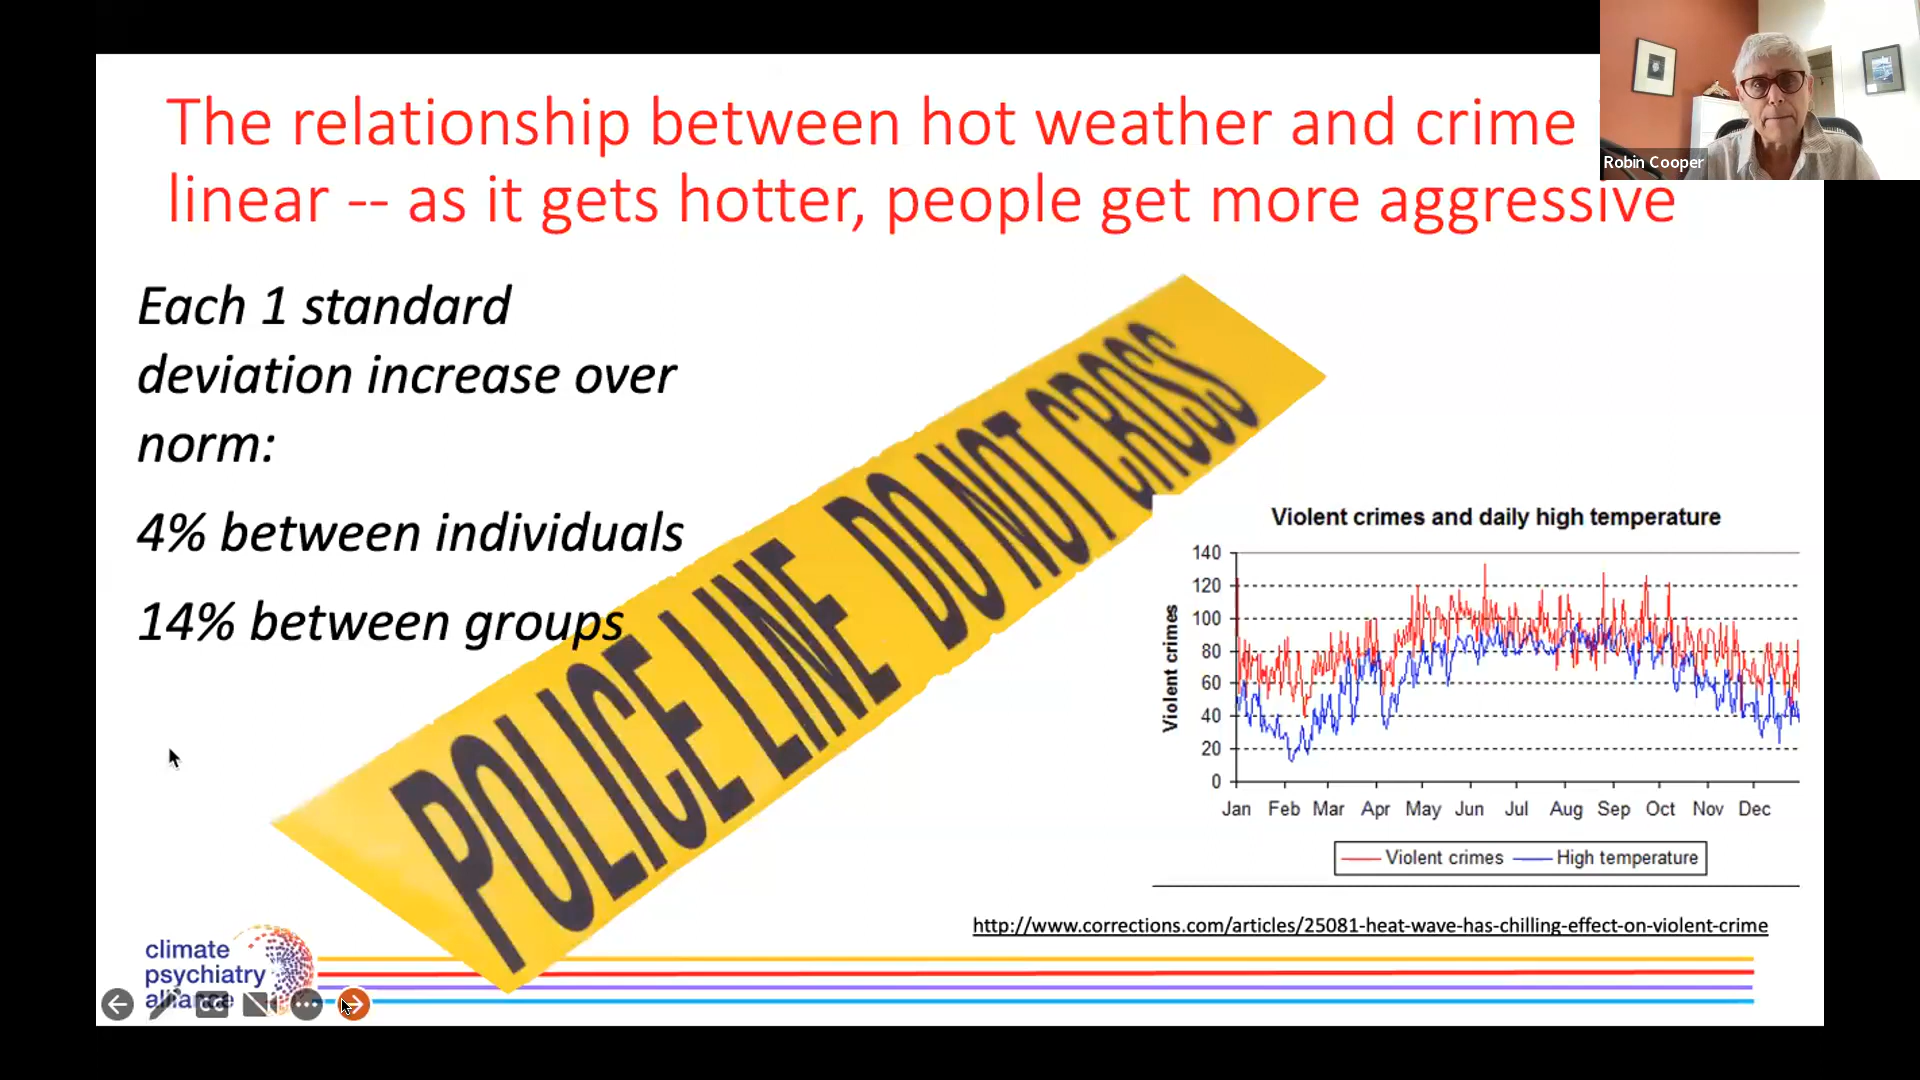 The relationship between hot weather and crime
linear -- as it gets hotter, people get more aggressive
Robin Cooper
Each 1 standard
deviation increase over
norm:
4% between individuals
14% between groups
POLICE LINE DO NOT CROSS
Violent crimes and daily high temperature
Violent crimes
140
120
100
80
60
40
20
0
Jan Feb Mar Apr May Jun Jul Aug Sep Oct Nov Dec
Violent crimes High temperature
http://www.corrections.com/articles/25081-heat-wave-has-chilling-effect-on-violent-crime
climate
psychiatry
alliance
CC